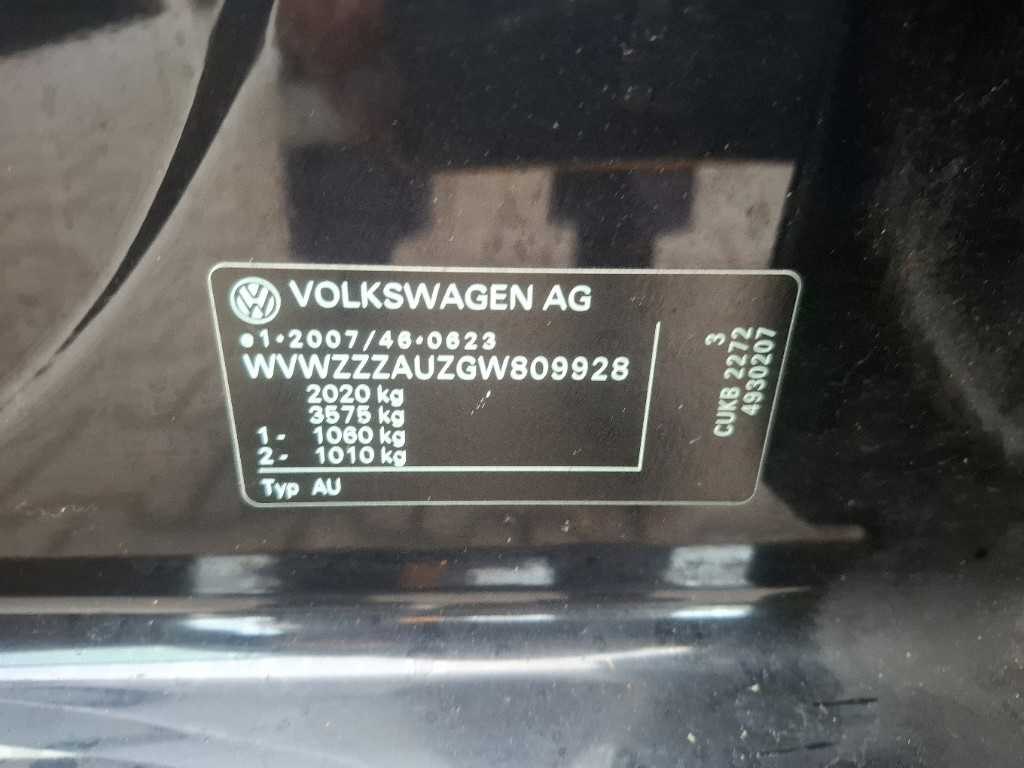 VOLKSWAGEN AG
e1*2007/46*0623
WVWZZZAUZGW809928
2020 kg
3575 kg
1- 1060 kg
2- 1010 kg
Typ AU
3
CUKB 2272
4930207